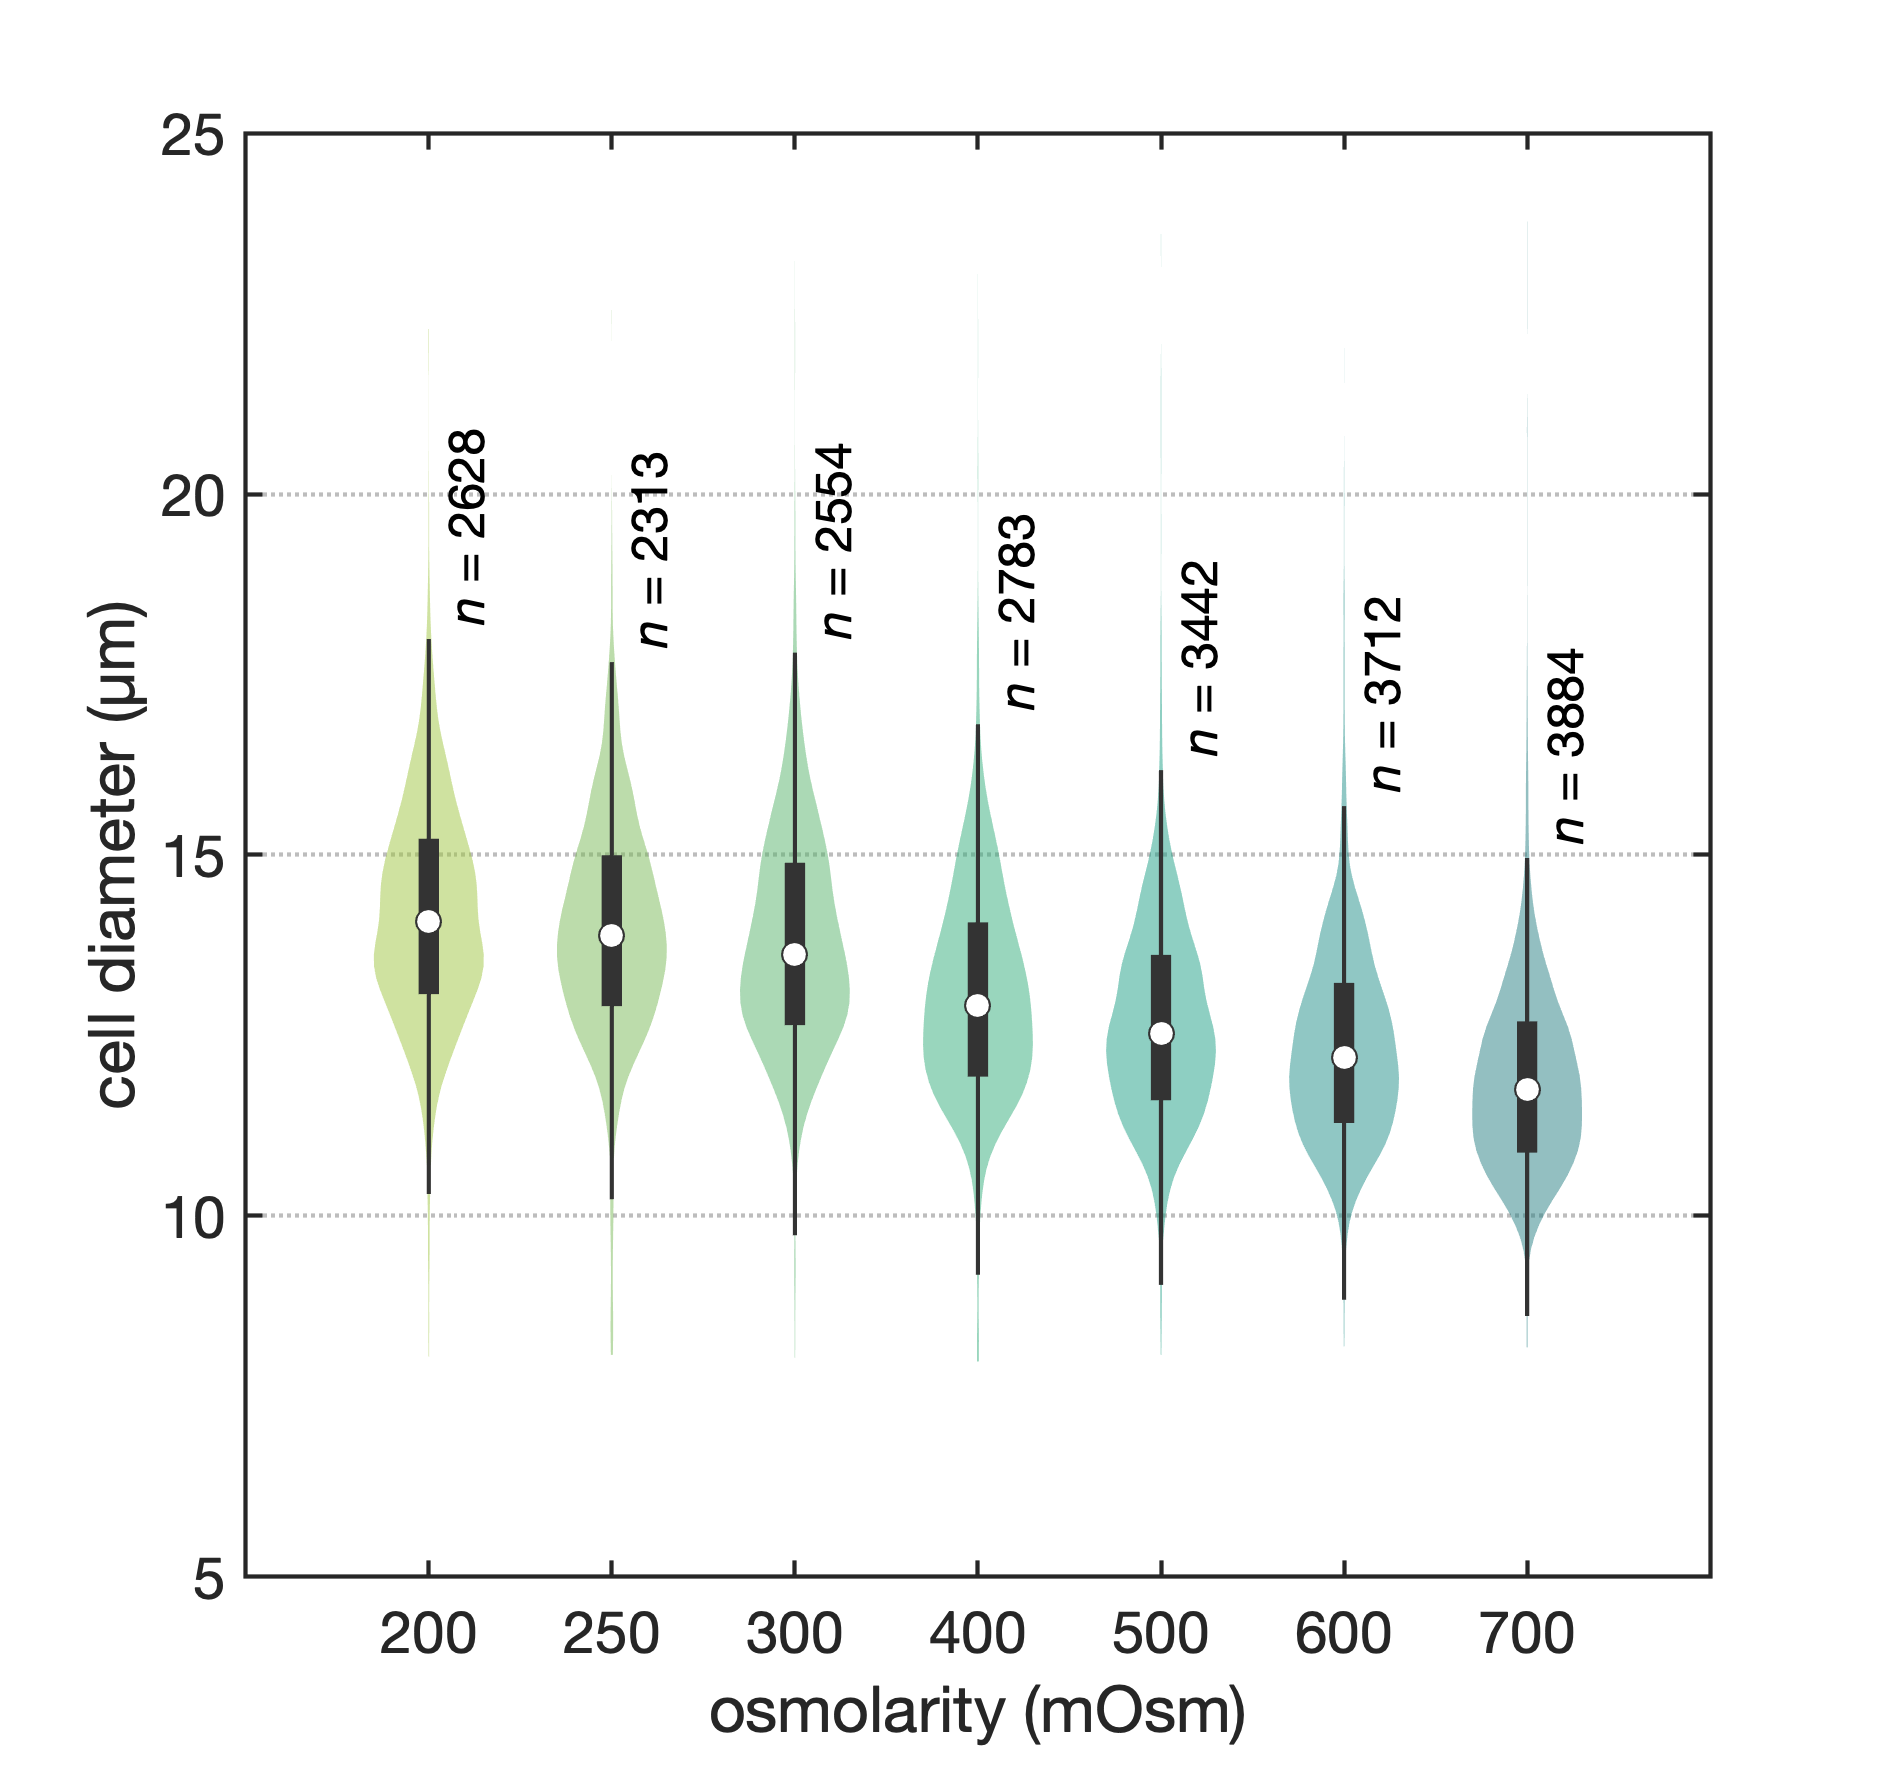 25
20
15
10
5
cell diameter (μm)
n = 2628
n = 2313
n = 2554
n = 2783
n = 3442
n = 3712
n = 3884
200 250 300 400 500 600 700
osmolarity (mOsm)